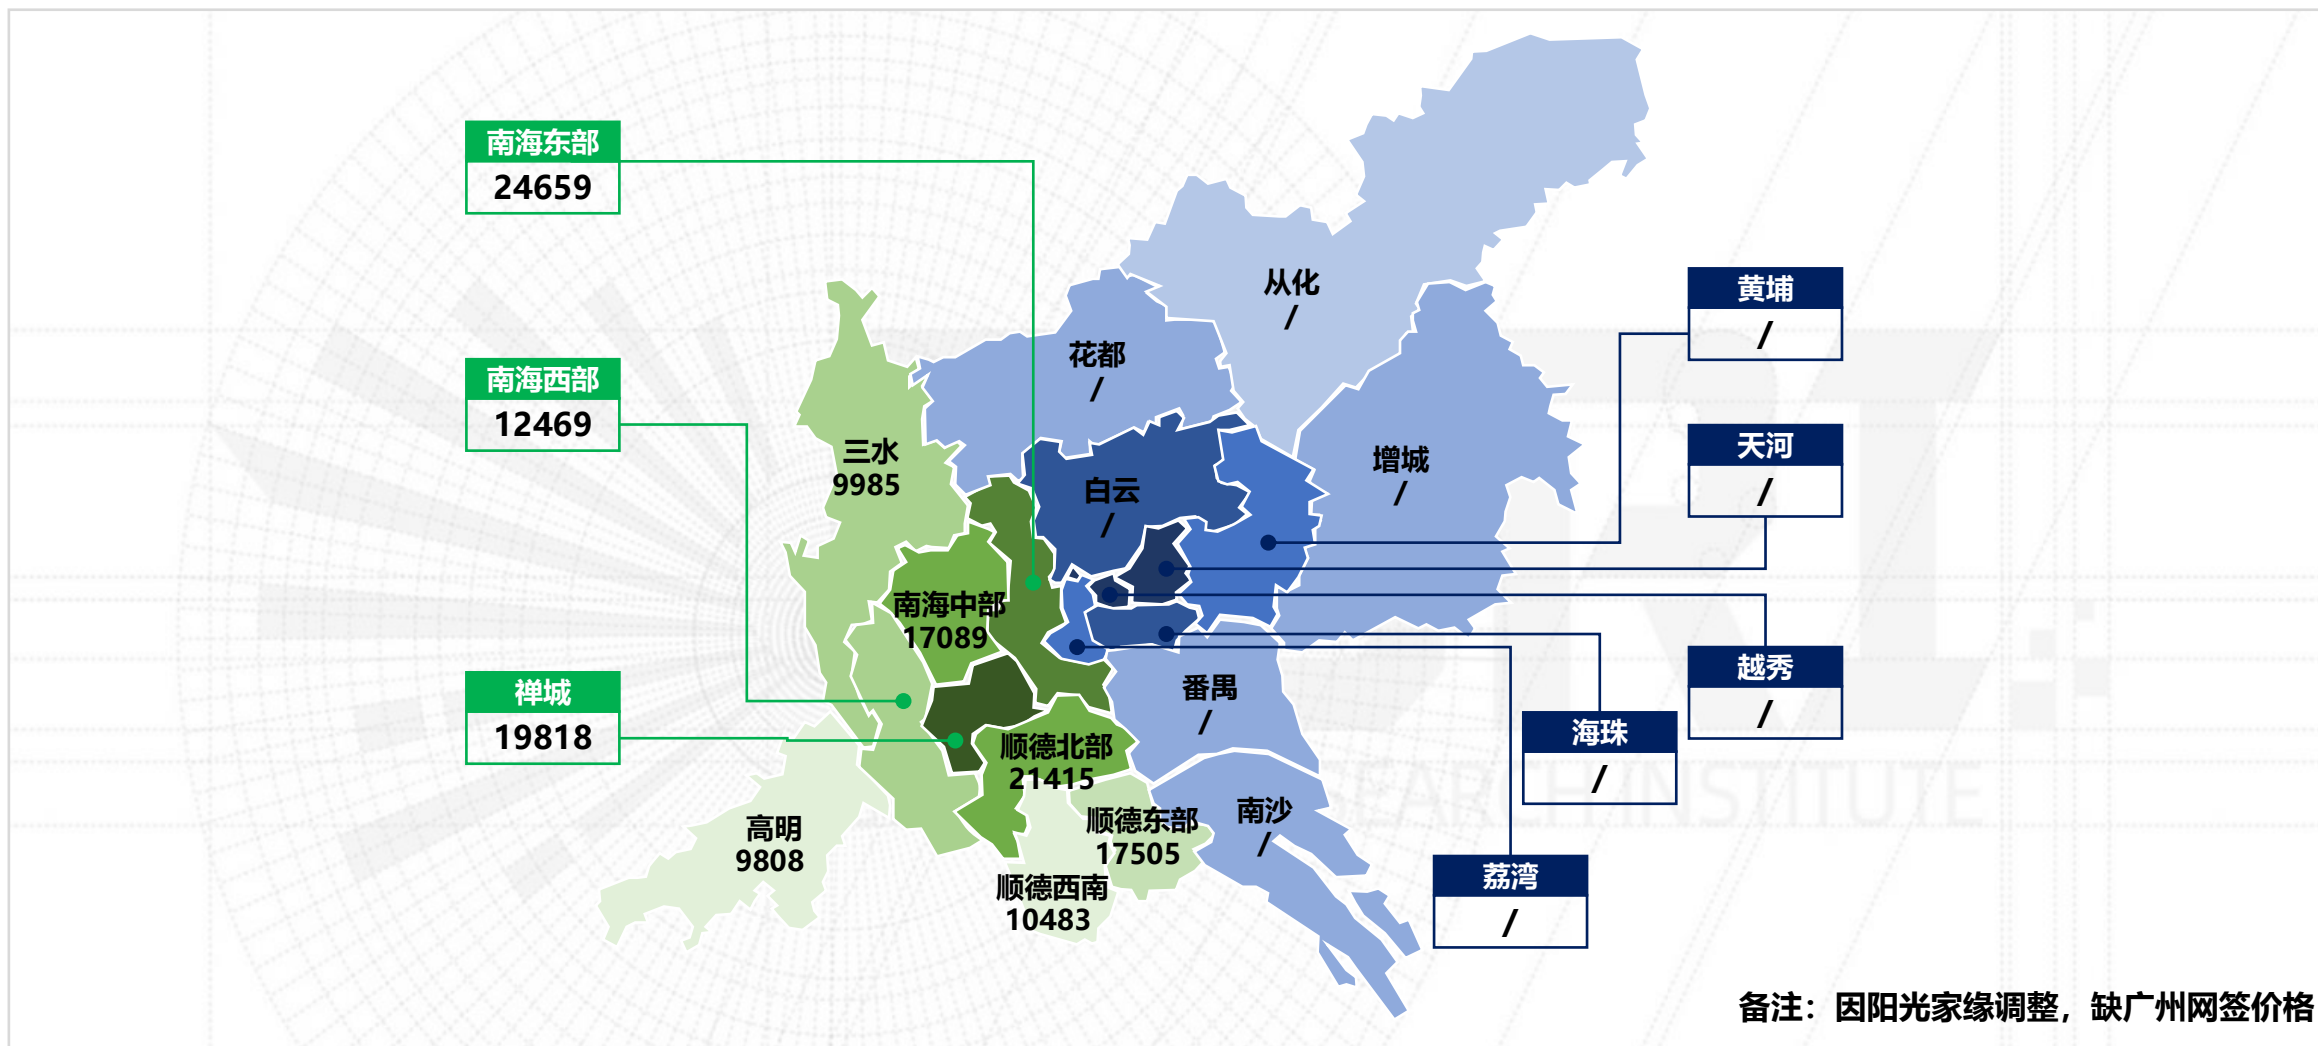 南海东部
24659
南海西部
12469
禅城
19818
从化
/
花都
/
三水
9985
白云
/
增城
/
南海中部
17089
番禺
/
顺德北部
21415
顺德东部
17505
南沙
/
高明
9808
顺德西南
10483
黄埔
/
天河
/
越秀
/
海珠
/
荔湾
/
SEARCH INSTITUTE
备注：因阳光家缘调整，缺广州网签价格